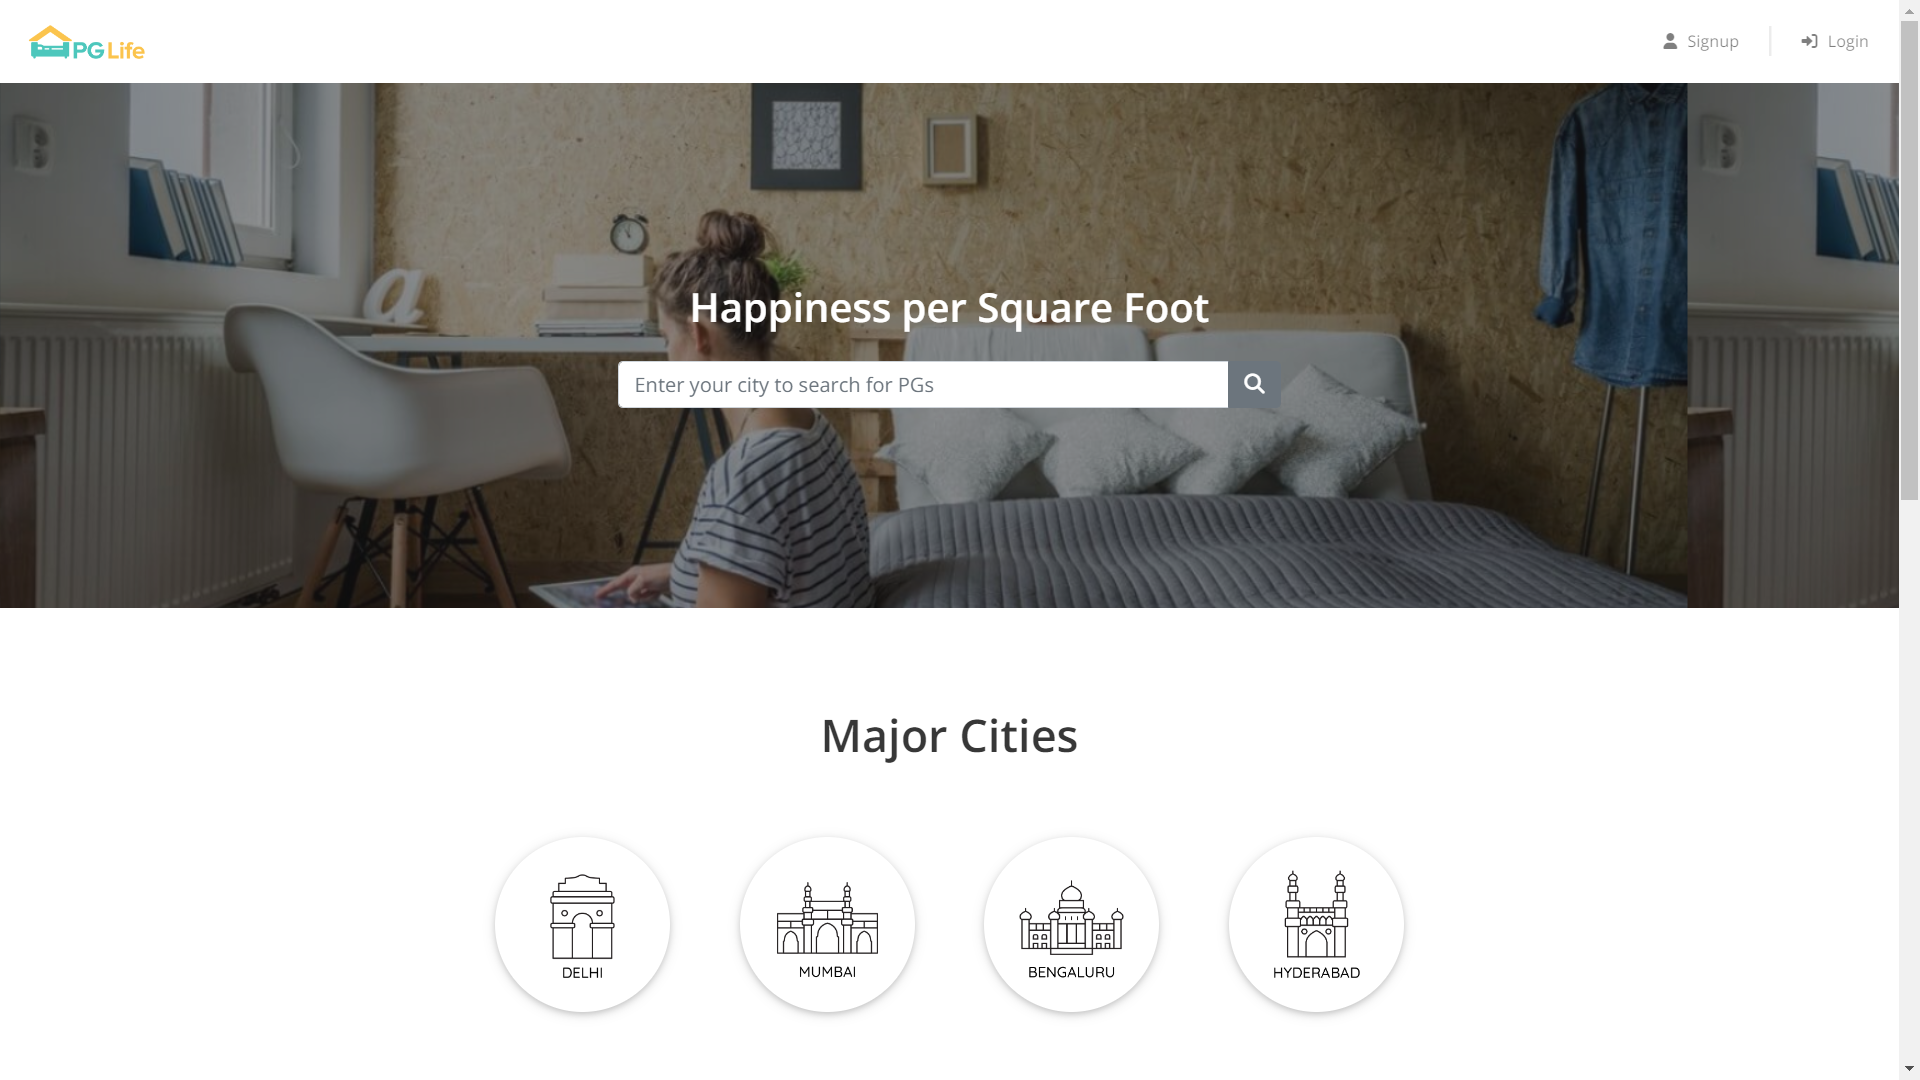 PG Life
Signup
Login
Happiness per Square Foot
Enter your city to search for PGs
Major Cities
DELHI
MUMBAI
BENGALURU
HYDERABAD